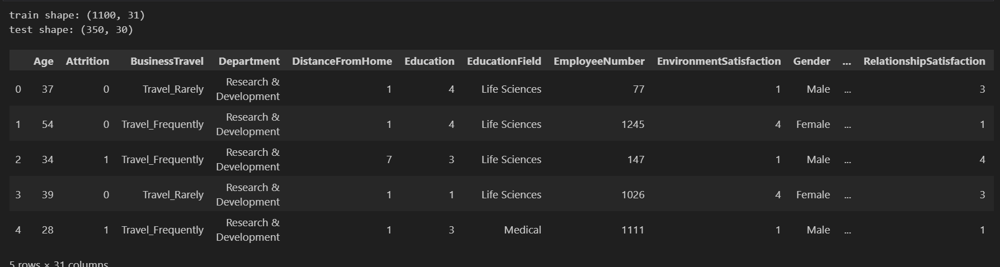 train shape: (1100, 31)
test shape: (350, 30)
Age Attrition BusinessTravel Department DistanceFromHome Education EducationField EmployeeNumber EnvironmentSatisfaction Gender ... RelationshipSatisfaction
0 37 0 Travel_Rarely Research & Development 1 4 Life Sciences 77 1 Male ... 3
1 54 0 Travel_Frequently Research & Development 1 4 Life Sciences 1245 4 Female ... 1
2 34 1 Travel_Frequently Research & Development 7 3 Life Sciences 147 1 Male ... 4
3 39 0 Travel_Rarely Research & Development 1 1 Life Sciences 1026 4 Female ... 3
4 28 1 Travel_Frequently Research & Development 1 3 Medical 1111 1 Male ... 1
5 rows × 31 columns